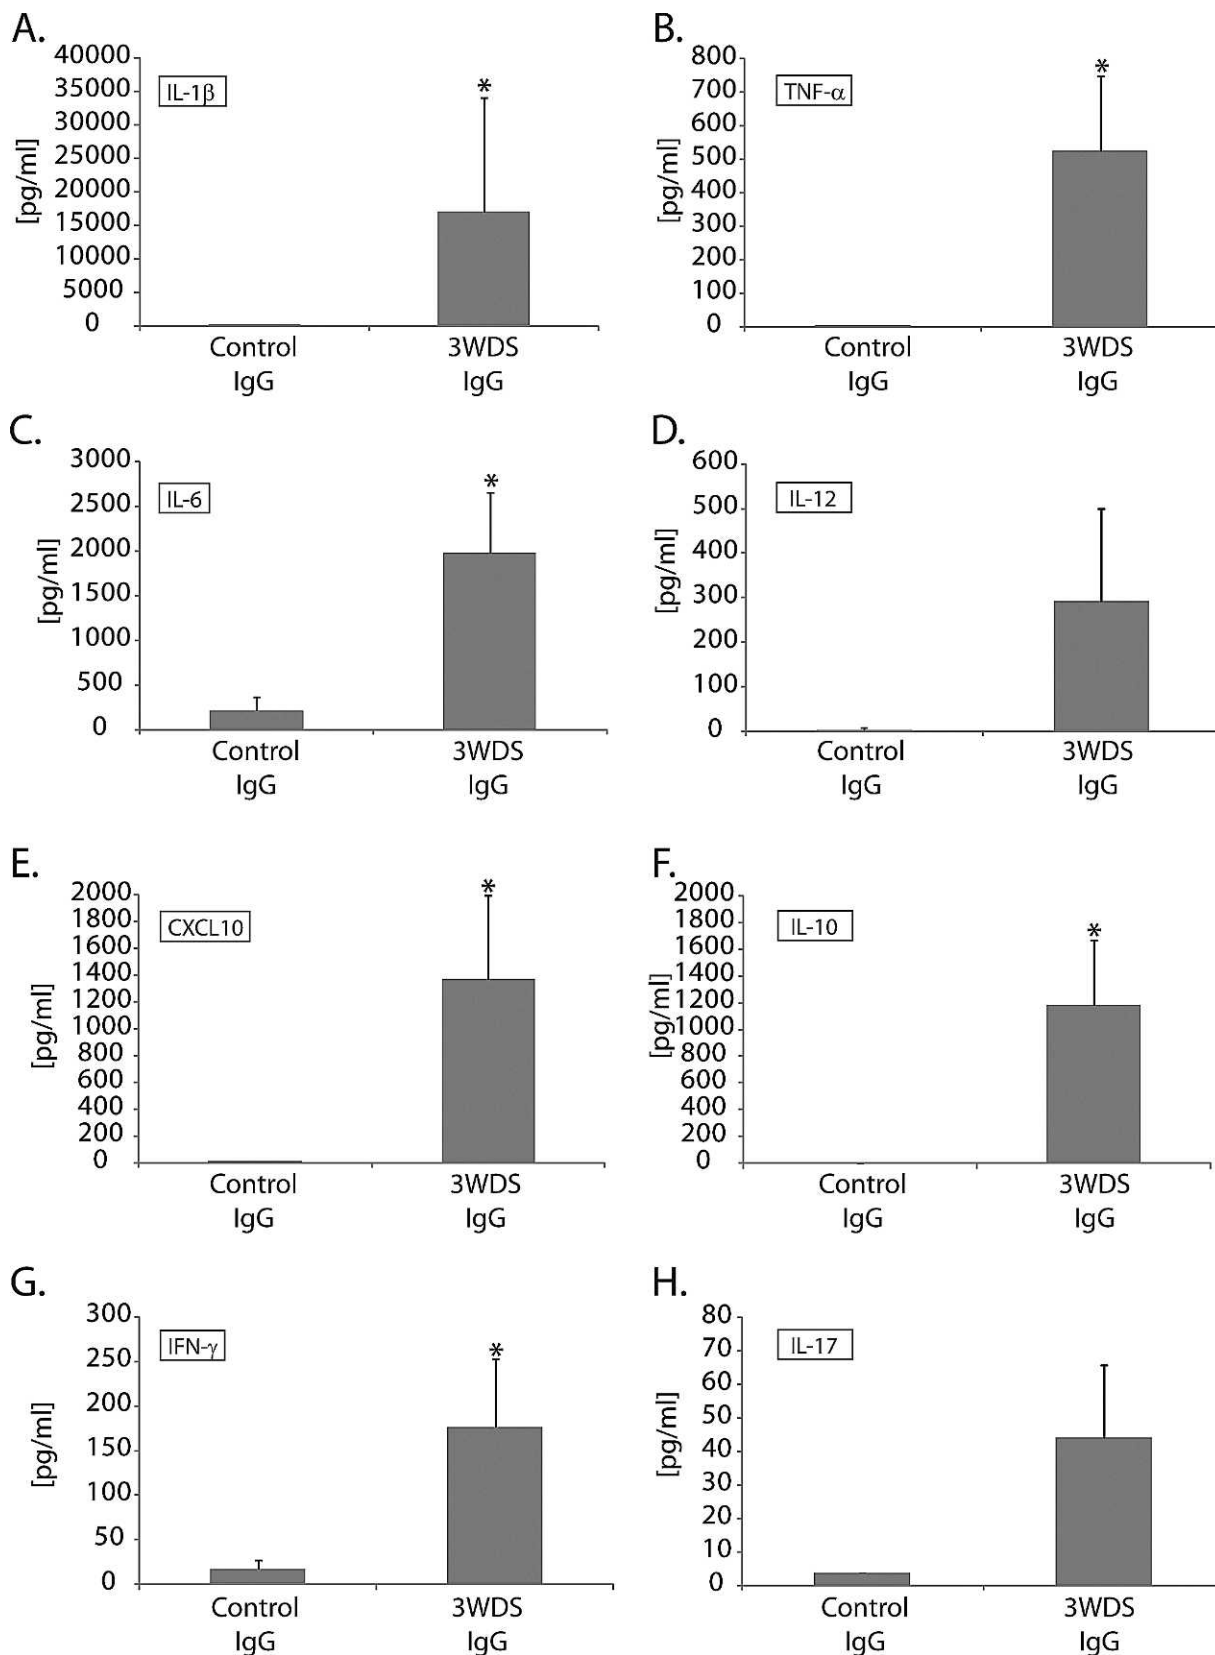 A.
IL-1β
[pg/ml]
40000
35000
30000
25000
20000
15000
10000
5000
0
*
Control
IgG
3WDS
IgG
B.
TNF-α
[pg/ml]
800
700
600
500
400
300
200
100
0
*
Control
IgG
3WDS
IgG
C.
IL-6
[pg/ml]
3000
2500
2000
1500
1000
500
0
*
Control
IgG
3WDS
IgG
D.
IL-12
[pg/ml]
600
500
400
300
200
100
0
Control
IgG
3WDS
IgG
E.
CXCL10
[pg/ml]
2000
1800
1600
1400
1200
1000
800
600
400
200
0
*
Control
IgG
3WDS
IgG
F.
IL-10
[pg/ml]
2000
1800
1600
1400
1200
1000
800
600
400
200
0
*
Control
IgG
3WDS
IgG
G.
IFN-γ
[pg/ml]
300
250
200
150
100
50
0
*
Control
IgG
3WDS
IgG
H.
IL-17
[pg/ml]
80
70
60
50
40
30
20
10
0
Control
IgG
3WDS
IgG